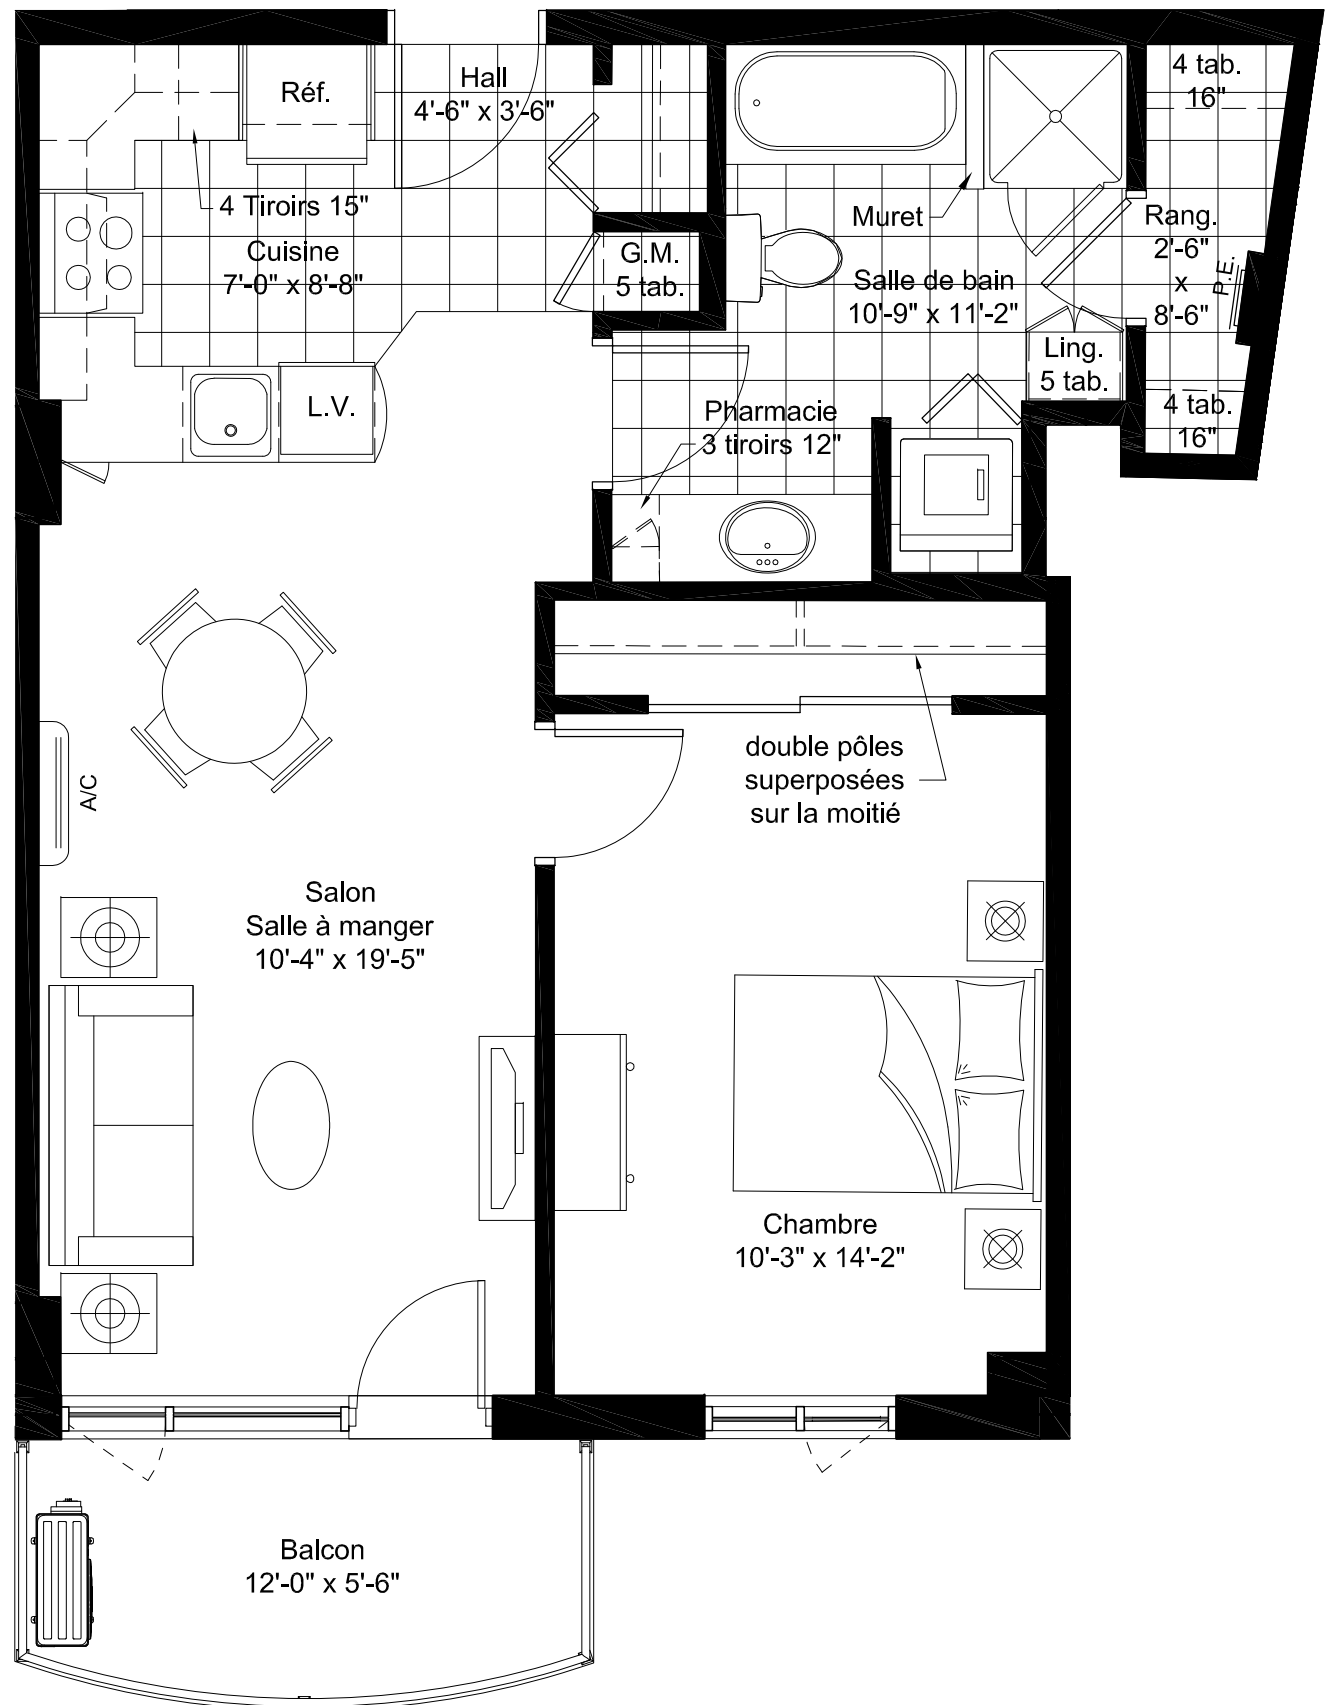 Réf.
Hall
4'-6" x 3'-6"
4 tab.
16"
4 Tiroirs 15"
Cuisine
7'-0" x 8'-8"
G.M.
5 tab.
Muret
Salle de bain
10'-9" x 11'-2"
Rang.
2'-6"
x
8'-6"
P.E.
Ling.
5 tab.
4 tab.
16"
L.V.
Pharmacie
3 tiroirs 12"
double pôles
superposées
sur la moitié
A/C
Salon
Salle à manger
10'-4" x 19'-5"
Chambre
10'-3" x 14'-2"
Balcon
12'-0" x 5'-6"